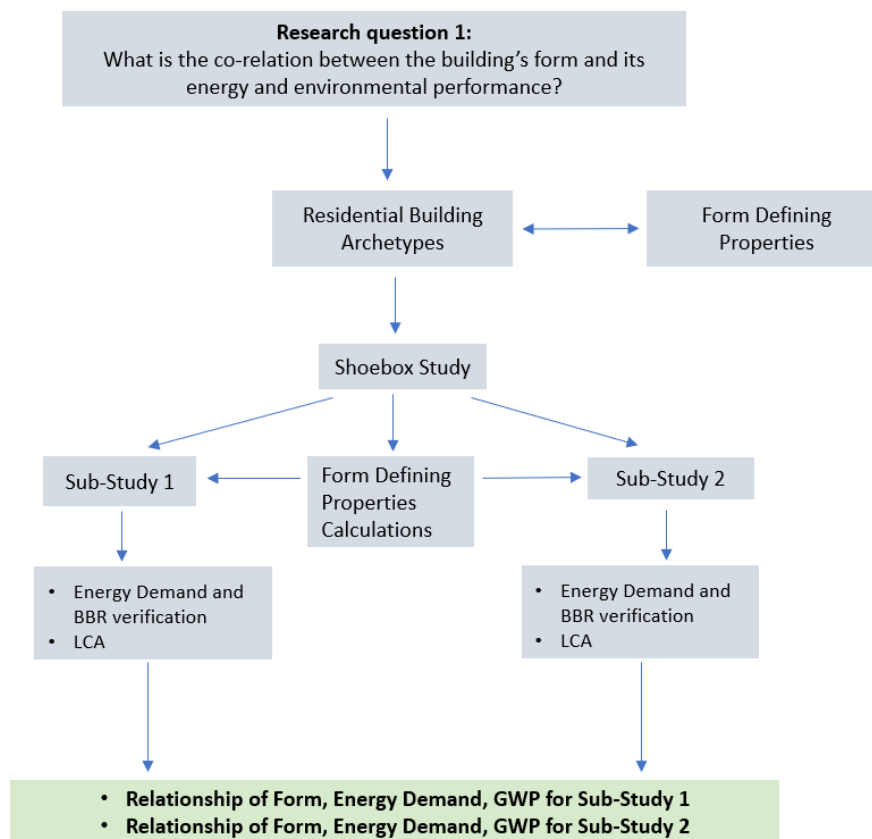 Research question 1:
What is the co-relation between the building’s form and its
energy and environmental performance?
Residential Building
Archetypes
Form Defining
Properties
Shoebox Study
Sub-Study 1
Form Defining
Properties
Calculations
Sub-Study 2
• Energy Demand and
BBR verification
• LCA
• Energy Demand and
BBR verification
• LCA
• Relationship of Form, Energy Demand, GWP for Sub-Study 1
• Relationship of Form, Energy Demand, GWP for Sub-Study 2